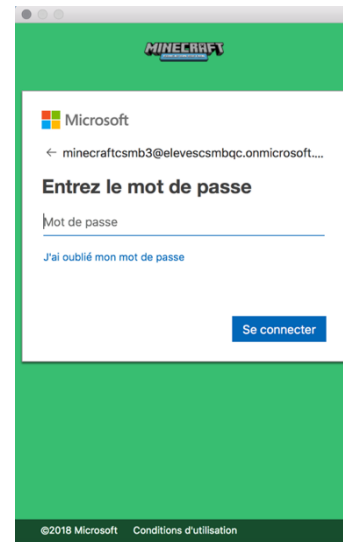 MINECRAFT
Microsoft
← minecraftcsmb3@elevescsmbqc.onmicrosoft....
Entrez le mot de passe
Mot de passe
J'ai oublié mon mot de passe
Se connecter
©2018 Microsoft Conditions d'utilisation